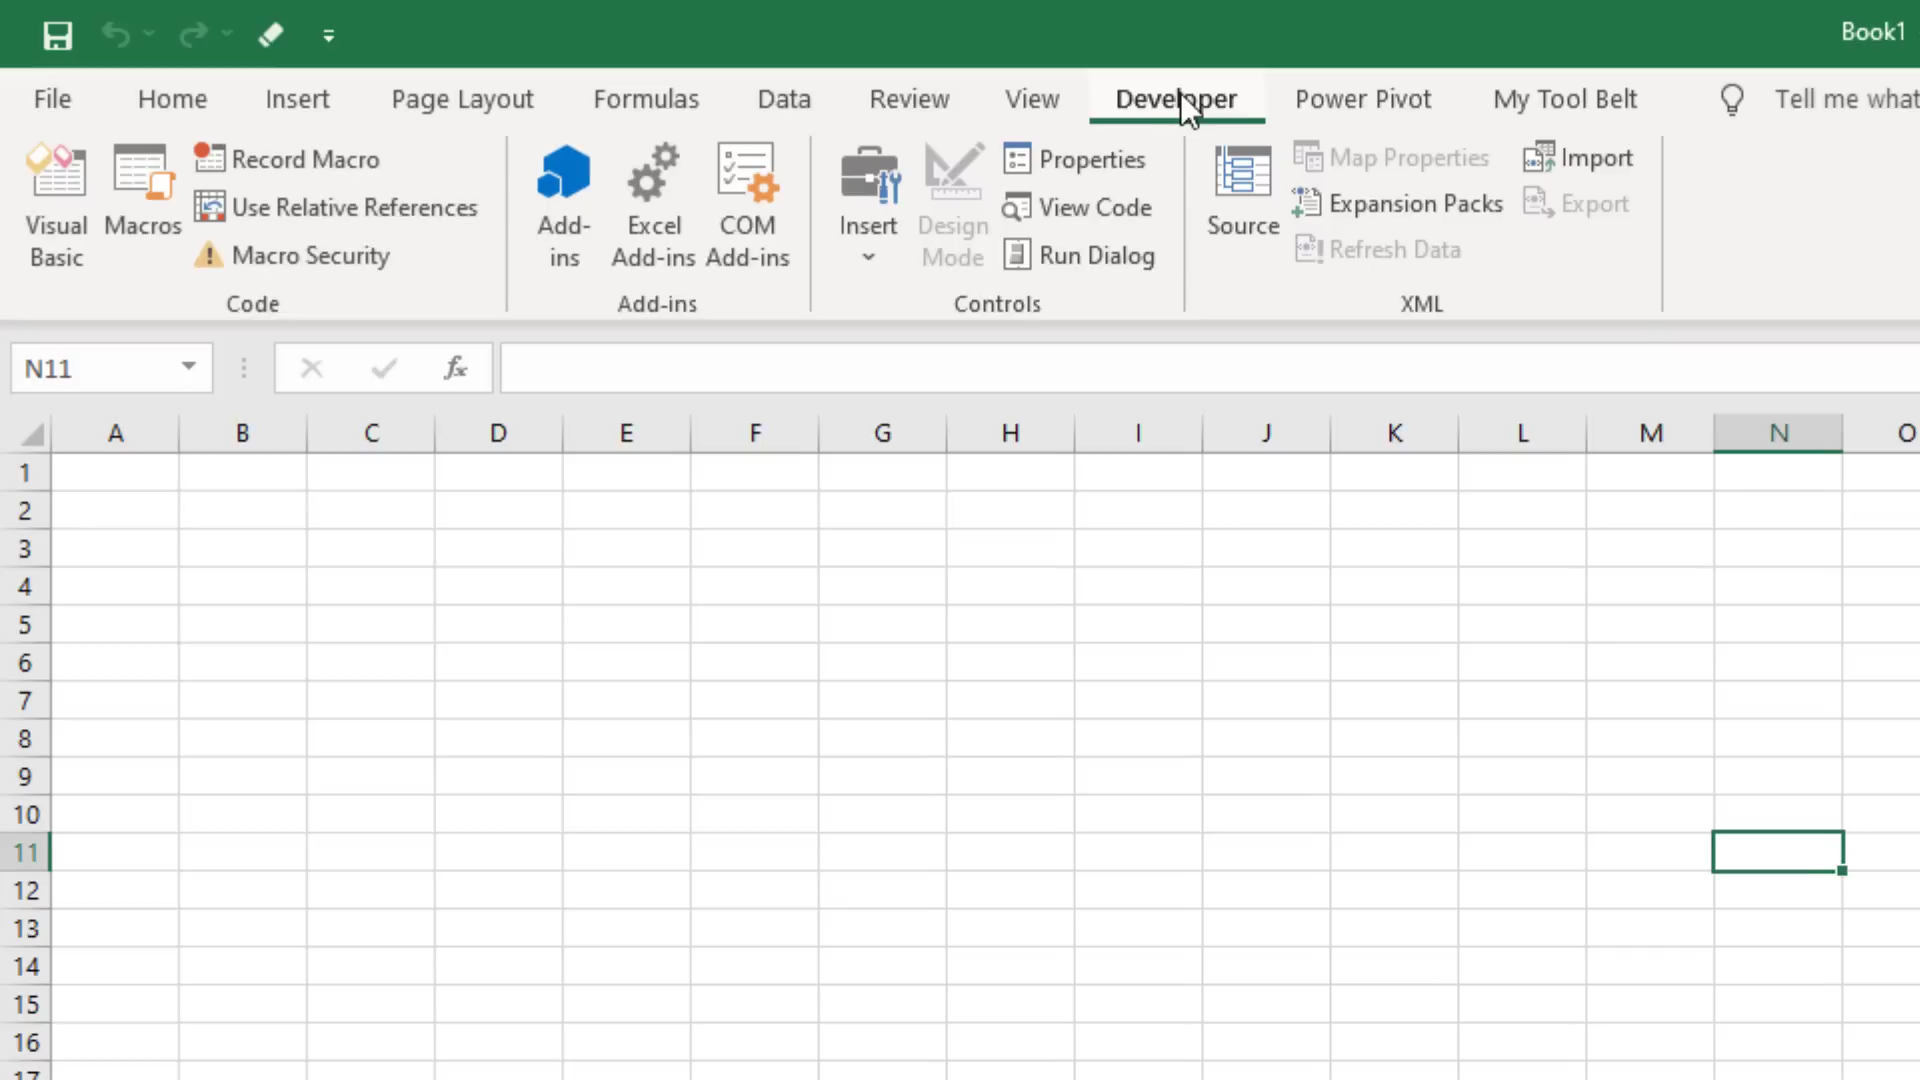 Book1
File Home Insert Page Layout Formulas Data Review View Developer Power Pivot My Tool Belt Tell me what
Visual Basic
Macros
Record Macro
Use Relative References
Macro Security
Code
Add-ins
Excel Add-ins
COM Add-ins
Add-ins
Insert
Design Mode
Properties
View Code
Run Dialog
Controls
Source
Map Properties
Expansion Packs
Refresh Data
Import
Export
XML
N11
fx
A B C D E F G H I J K L M N O
1
2
3
4
5
6
7
8
9
10
11
12
13
14
15
16
17